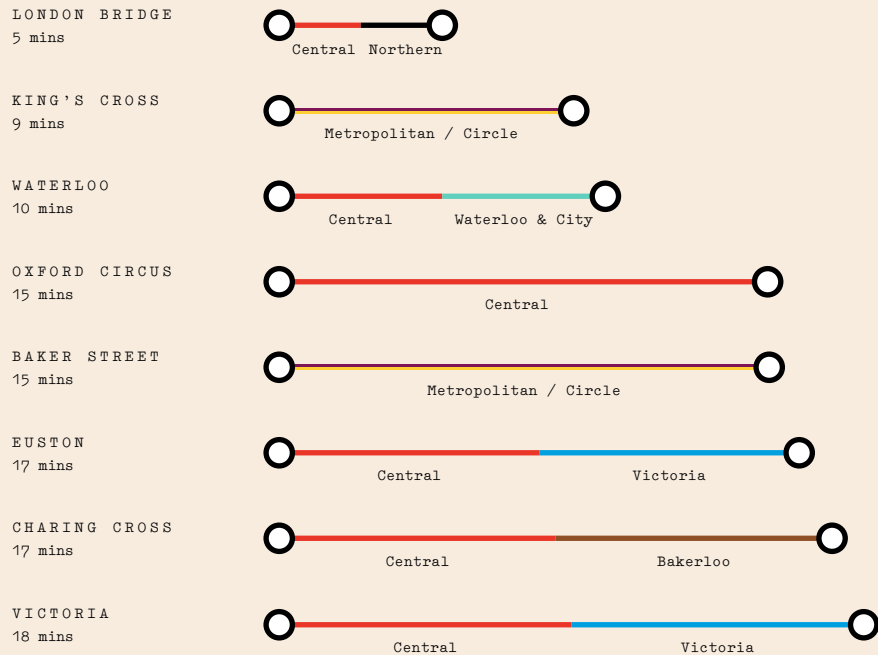 LONDON BRIDGE
5 mins
Central Northern
KING'S CROSS
9 mins
Metropolitan / Circle
WATERLOO
10 mins
Central Waterloo & City
OXFORD CIRCUS
15 mins
Central
BAKER STREET
15 mins
Metropolitan / Circle
EUSTON
17 mins
Central Victoria
CHARING CROSS
17 mins
Central Bakerloo
VICTORIA
18 mins
Central Victoria